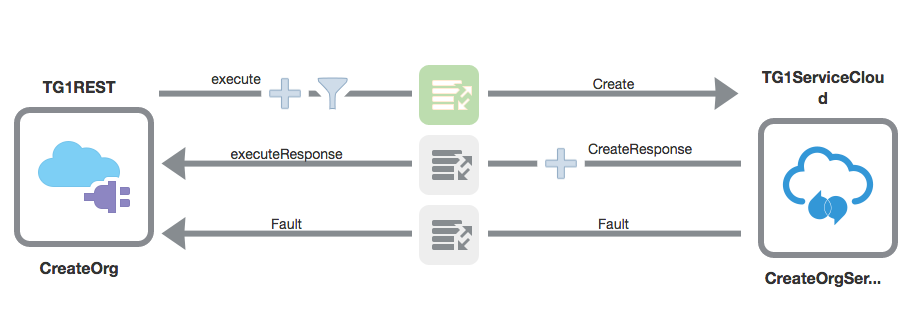 TG1REST
execute
Create
TG1ServiceClou
d
executeResponse
CreateResponse
Fault
Fault
CreateOrg
CreateOrgSer...